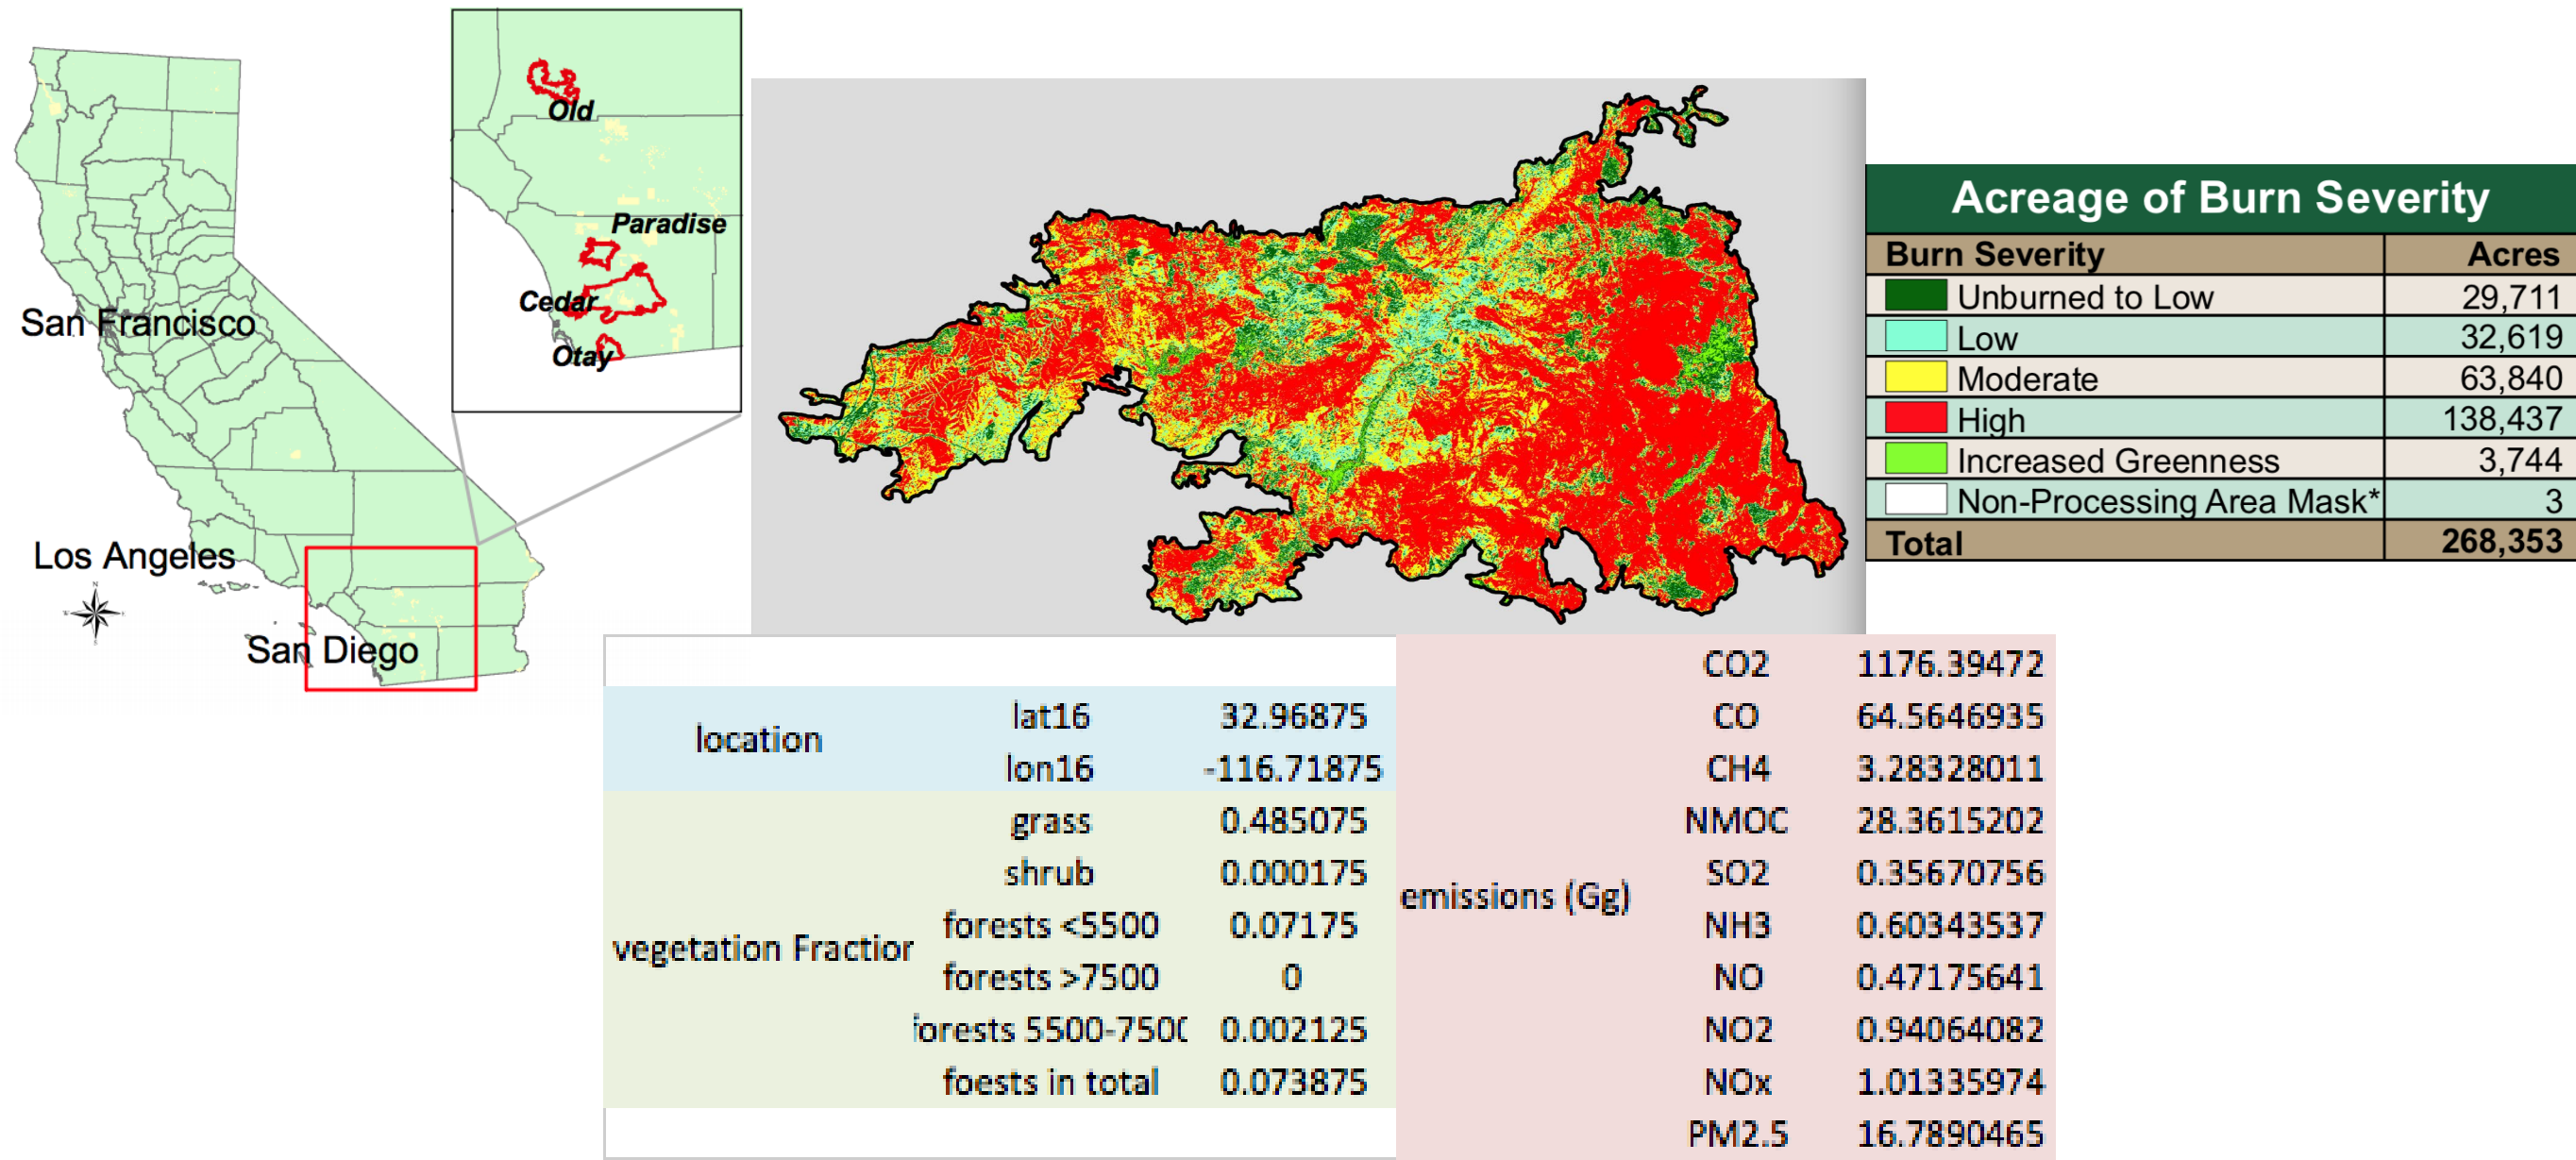 San Francisco
Los Angeles
San Diego
N
Old
Paradise
Cedar
Otay
Acreage of Burn Severity
Burn Severity Acres
Unburned to Low 29,711
Low 32,619
Moderate 63,840
High 138,437
Increased Greenness 3,744
Non-Processing Area Mask* 3
Total 268,353
location
lat16 32.96875
lon16 -116.71875
vegetation Fraction
grass 0.485075
shrub 0.000175
forests <5500 0.07175
forests >7500 0
forests 5500-7500 0.002125
foests in total 0.073875
emissions (Gg)
CO2 1176.39472
CO 64.5646935
CH4 3.28328011
NMOC 28.3615202
SO2 0.35670756
NH3 0.60343537
NO 0.47175641
NO2 0.94064082
NOx 1.01335974
PM2.5 16.7890465